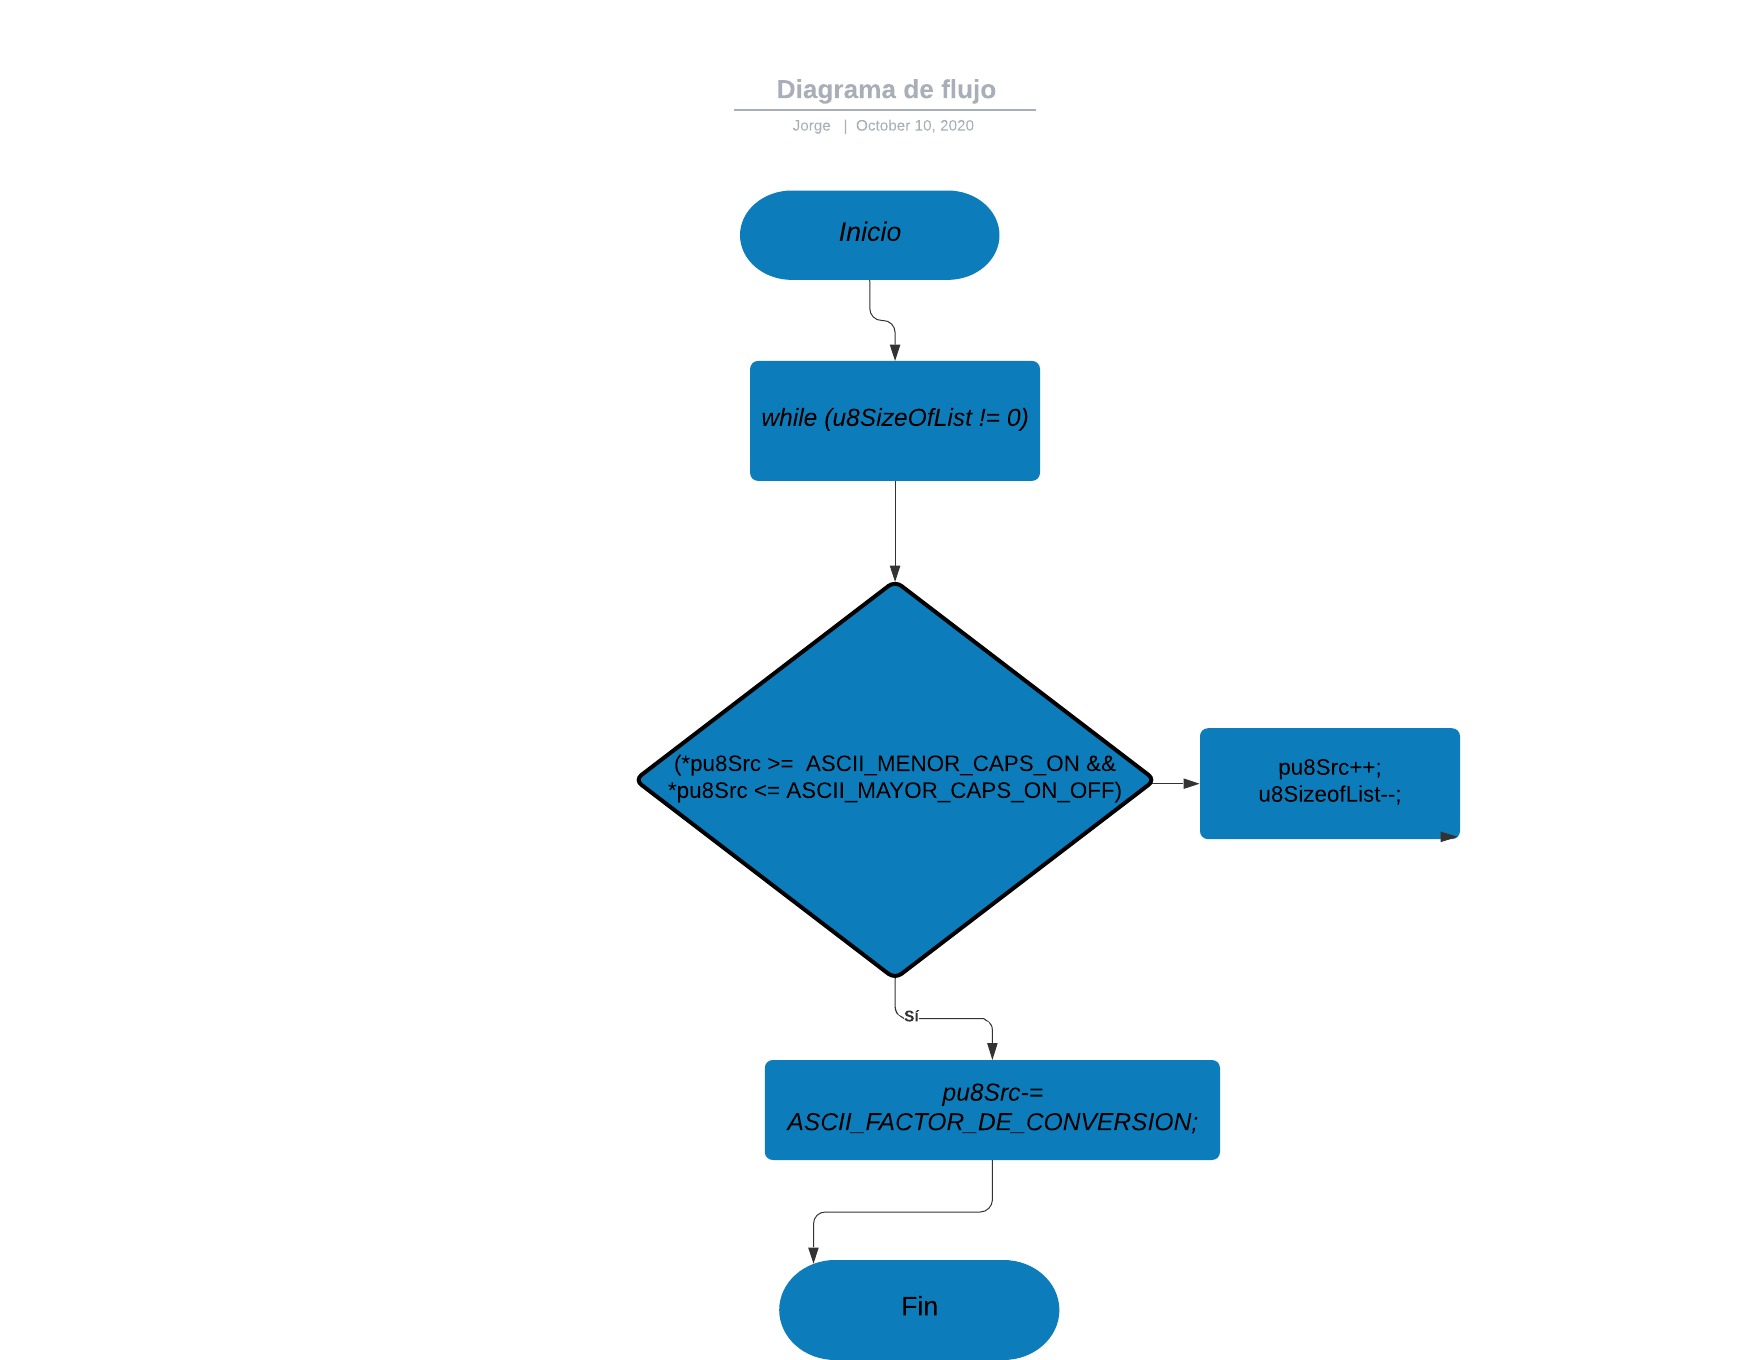 Diagrama de flujo
Jorge | October 10, 2020
Inicio
while (u8SizeOfList != 0)
(*pu8Src >= ASCII_MENOR_CAPS_ON &&
*pu8Src <= ASCII_MAYOR_CAPS_ON_OFF)
pu8Src++;
u8SizeofList--;
Sí
pu8Src-=
ASCII_FACTOR_DE_CONVERSION;
Fin